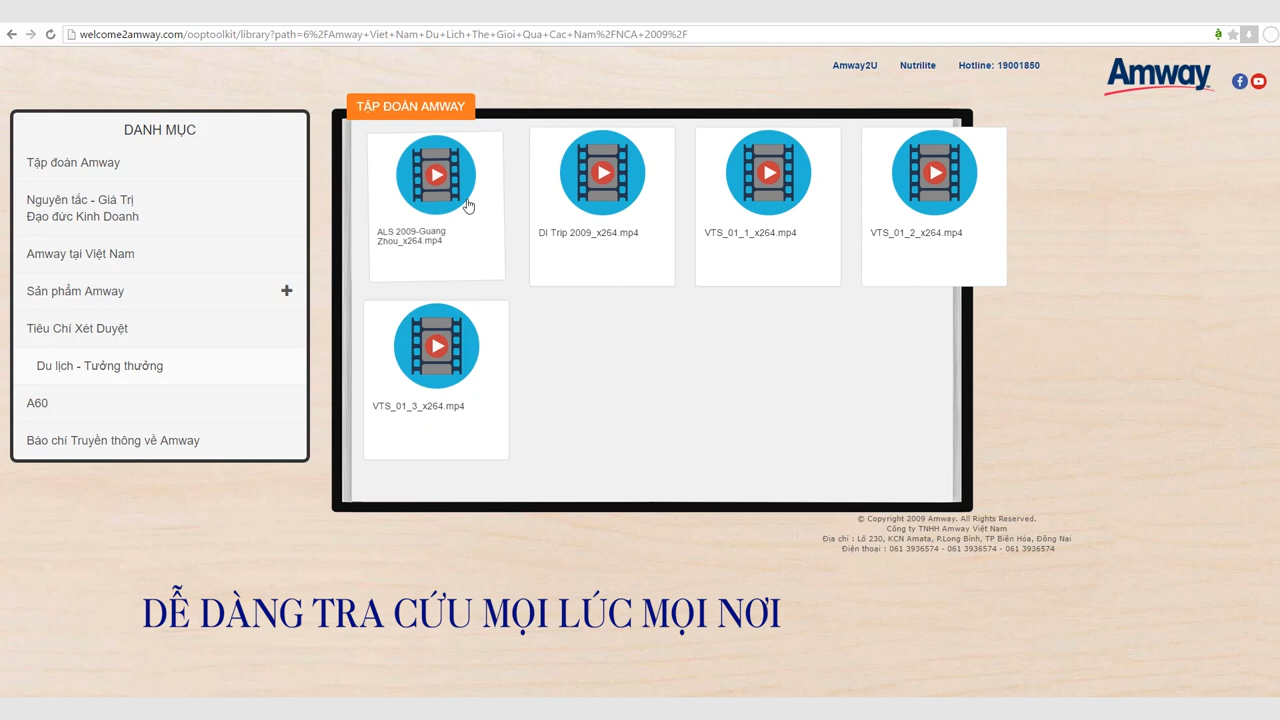 welcome2amway.com/ooptoolkit/library?path=6%2FAmway+Viet+Nam+Du+Lich+The+Gioi+Qua+Cac+Nam%2FNCA+2009%2F
Amway2U Nutrilite Hotline: 19001850
Amway
TẬP ĐOÀN AMWAY
DANH MỤC
Tập đoàn Amway
Nguyên tắc - Giá Trị
Đạo đức Kinh Doanh
Amway tại Việt Nam
Sản phẩm Amway
Tiêu Chí Xét Duyệt
Du lịch - Tưởng thưởng
A60
Báo chí Truyền thông về Amway
ALS 2009-Guang
Zhou_x264.mp4
DI Trip 2009_x264.mp4
VTS_01_1_x264.mp4
VTS_01_2_x264.mp4
VTS_01_3_x264.mp4
© Copyright 2009 Amway. All Rights Reserved.
Công ty TNHH Amway Việt Nam
Địa chỉ : Lô 230, KCN Amata, P.Long Bình, TP Biên Hòa, Đồng Nai
Điện thoại : 061 3936574 - 061 3936574 - 061 3936574
DỄ DÀNG TRA CỨU MỌI LÚC MỌI NƠI